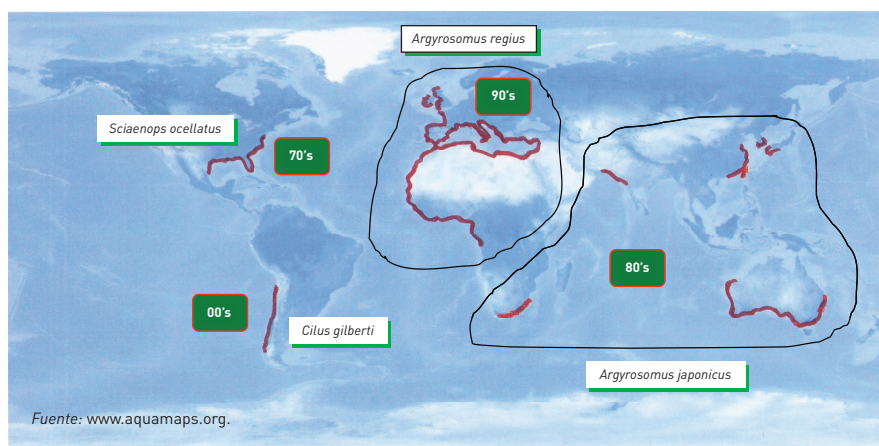 Argyrosomus regius
90's
Sciaenops ocellatus
70's
80's
00's
Cilus gilberti
Argyrosomus japonicus
Fuente: www.aquamaps.org.